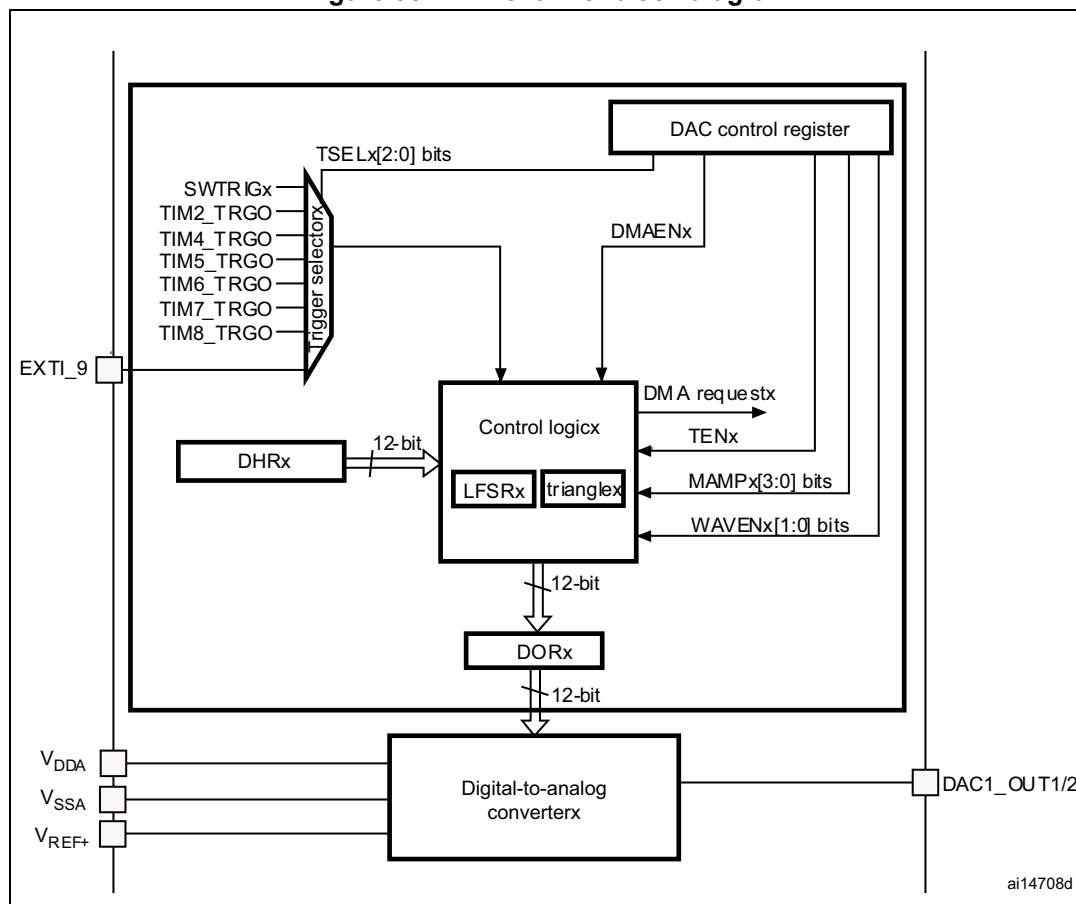 DAC control register
TSELx[2:0] bits
SWTRIGx
TIM2_TRGO
TIM4_TRGO
TIM5_TRGO
TIM6_TRGO
TIM7_TRGO
TIM8_TRGO
Trigger selectorx
DMAENx
EXTI_9
DMA requestx
Control logicx
TENx
12-bit
DHRx
LFSRx
trianglex
MAMPx[3:0] bits
WAVENx[1:0] bits
12-bit
DORx
12-bit
VDDA
VSSA
VREF+
Digital-to-analog
converterx
DAC1_OUT1/2
ai14708d